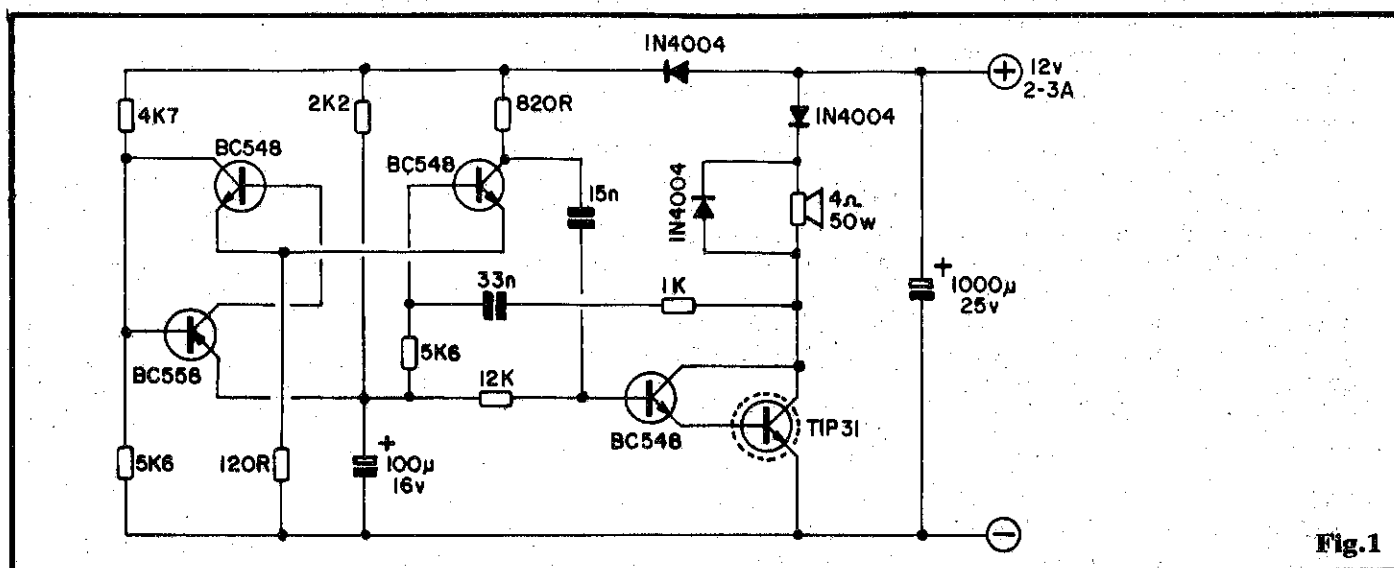 1N4004
12v
2-3A
4K7
2K2
820R
1N4004
BC548
BC548
15n
1N4004
4Ω
50w
33n
1K
+
1000µ
25v
5K6
BC558
12K
BC548
TIP31
5K6
120R
+
100µ
16v
Fig.1